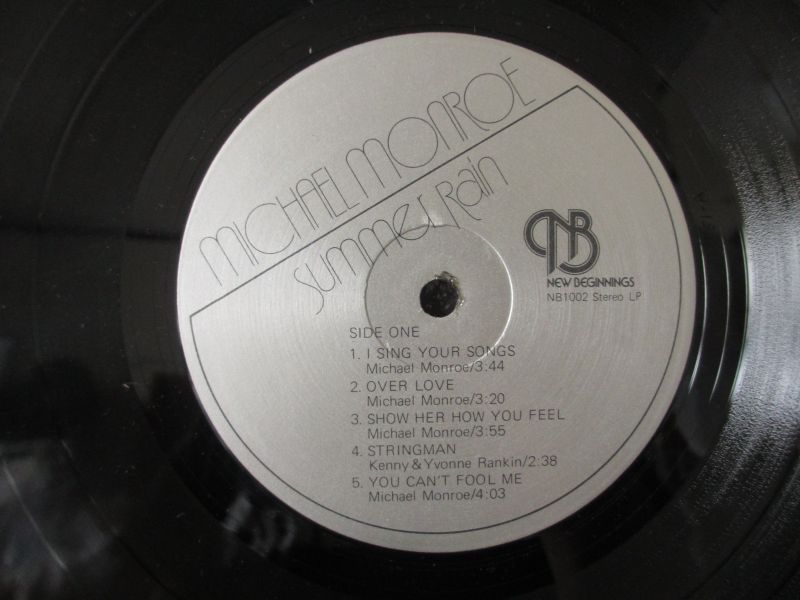 MICHAEL MONROE
SUMMER RAIN
NB
NEW BEGINNINGS
NB1002 Stereo LP
SIDE ONE
1. I SING YOUR SONGS
Michael Monroe/3:44
2. OVER LOVE
Michael Monroe/3:20
3. SHOW HER HOW YOU FEEL
Michael Monroe/3:55
4. STRINGMAN
Kenny & Yvonne Rankin/2:38
5. YOU CAN'T FOOL ME
Michael Monroe/4:03